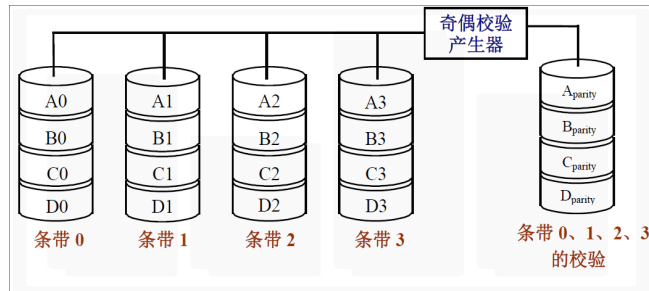 奇偶校验
产生器
A0 A1 A2 A3 Aparity
B0 B1 B2 B3 Bparity
C0 C1 C2 C3 Cparity
D0 D1 D2 D3 Dparity
条带 0 条带 1 条带 2 条带 3 条带 0、1、2、3
的校验